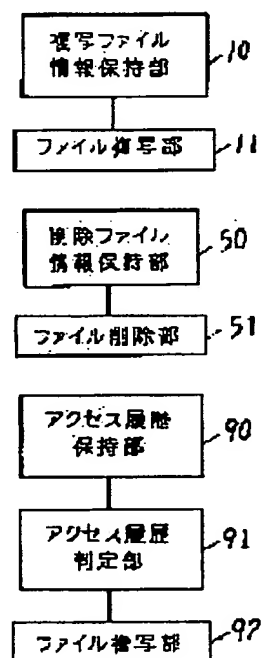 複写ファイル
情報保持部
10
ファイル複写部
11
削除ファイル
情報保持部
50
ファイル削除部
51
アクセス履歴
保持部
90
アクセス履歴
判定部
91
ファイル複写部
92